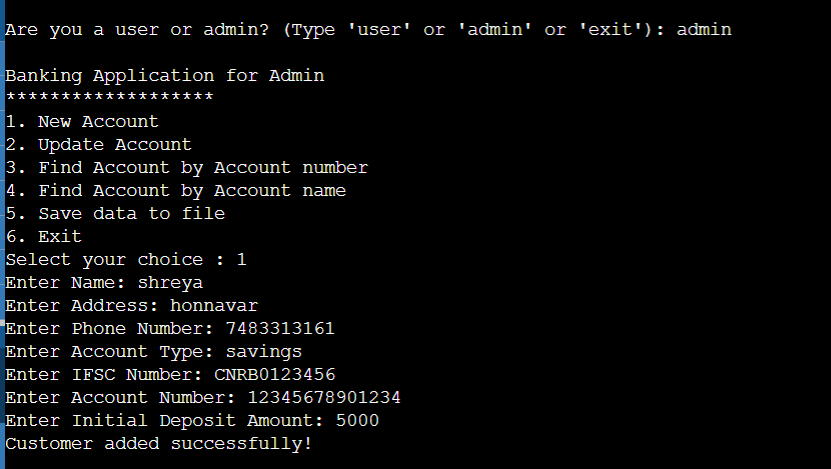 Are you a user or admin? (Type 'user' or 'admin' or 'exit'): admin
Banking Application for Admin
*******************
1. New Account
2. Update Account
3. Find Account by Account number
4. Find Account by Account name
5. Save data to file
6. Exit
Select your choice : 1
Enter Name: shreya
Enter Address: honnavar
Enter Phone Number: 7483313161
Enter Account Type: savings
Enter IFSC Number: CNRB0123456
Enter Account Number: 12345678901234
Enter Initial Deposit Amount: 5000
Customer added successfully!